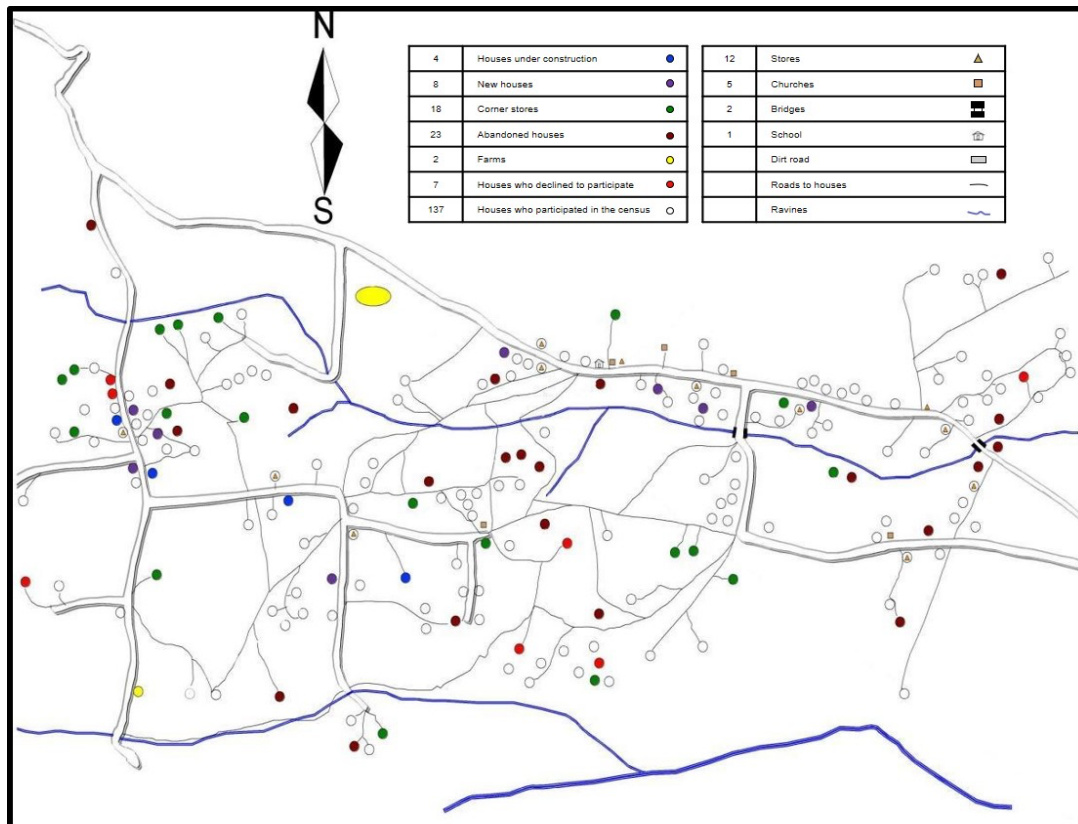 N
S
4 Houses under construction
8 New houses
18 Corner stores
23 Abandoned houses
2 Farms
7 Houses who declined to participate
137 Houses who participated in the census
12 Stores
5 Churches
2 Bridges
1 School
Dirt road
Roads to houses
Ravines